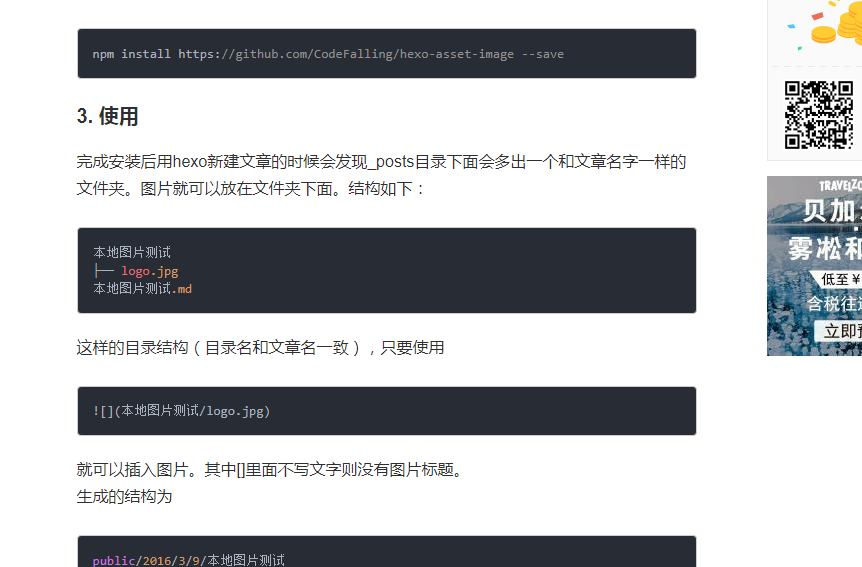 npm install https://github.com/CodeFalling/hexo-asset-image --save
3. 使用
完成安装后用hexo新建文章的时候会发现_posts目录下面会多出一个和文章名字一样的
文件夹。图片就可以放在文件夹下面。结构如下：
本地图片测试
├── logo.jpg
本地图片测试.md
这样的目录结构（目录名和文章名一致），只要使用
![](本地图片测试/logo.jpg)
就可以插入图片。其中[]里面不写文字则没有图片标题。
生成的结构为
public/2016/3/9/本地图片测试
TRAVELZO
贝加
雾凇和
低至￥
含税往
立即